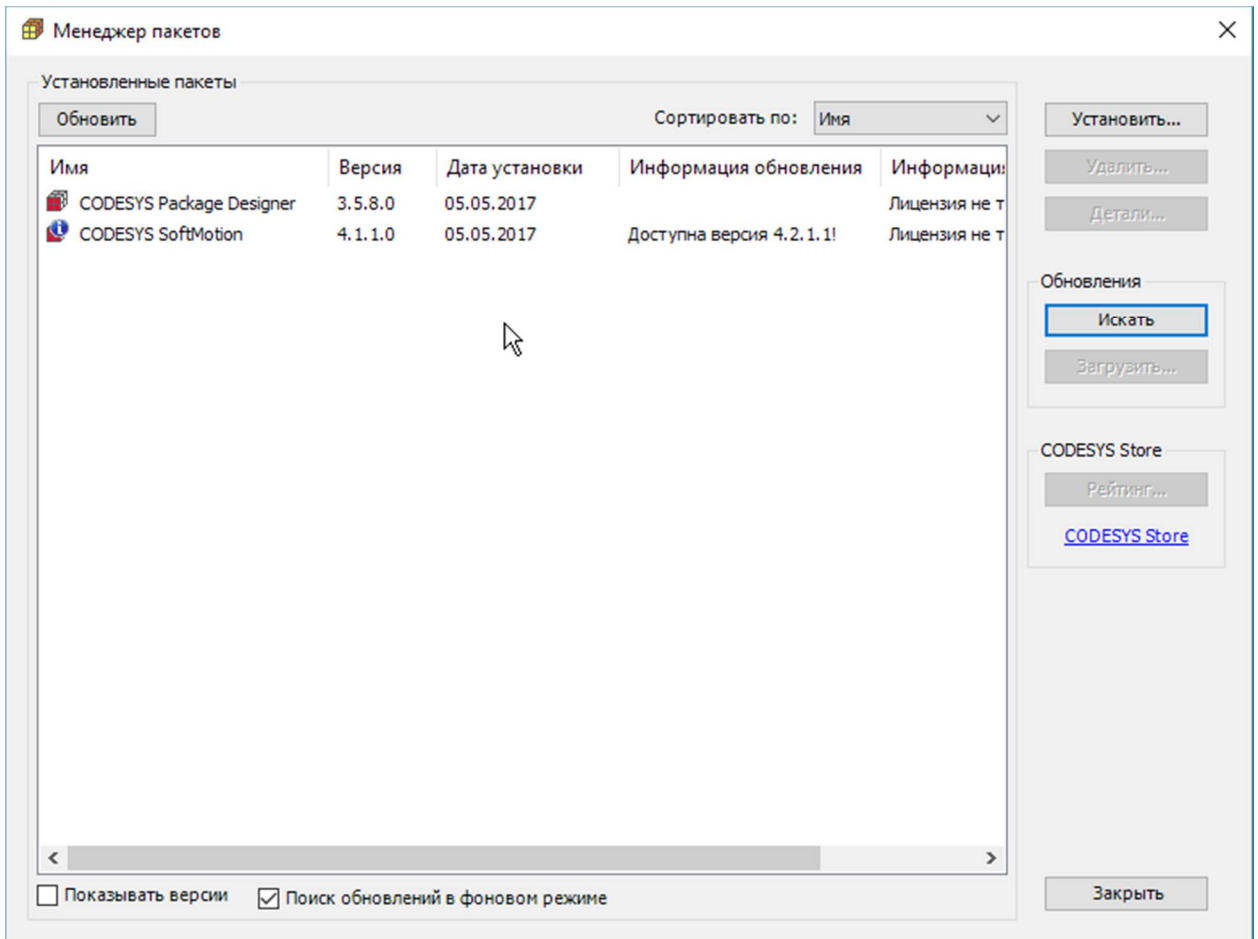 Менеджер пакетов
Установленные пакеты
Обновить
Сортировать по: Имя
Установить...
Имя Версия Дата установки Информация обновления Информация
Удалить...
CODESYS Package Designer 3.5.8.0 05.05.2017 Лицензия не т
Детали...
CODESYS SoftMotion 4.1.1.0 05.05.2017 Доступна версия 4.2.1.1! Лицензия не т
Обновления
Искать
Загрузить...
CODESYS Store
Рейтинг...
CODESYS Store
Показывать версии
Поиск обновлений в фоновом режиме
Закрыть